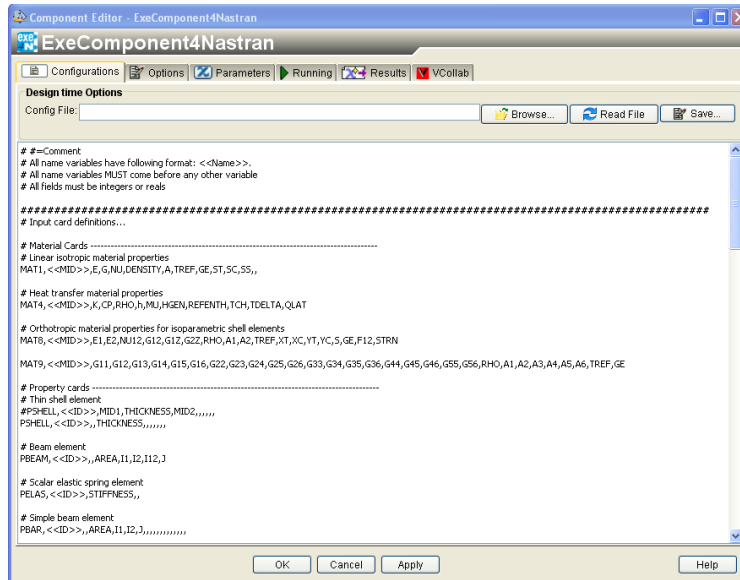 Component Editor - ExeComponent4Nastran
exe N ExeComponent4Nastran
Configurations Options Parameters Running Results VCollab
Design time Options
Config File: Browse... Read File Save...
# #=Comment
# All name variables have following format: <<Name>>.
# All name variables MUST come before any other variable
# All fields must be integers or reals
####################################################################################################
# Input card definitions...
# Material Cards ------------------------------------------------------------------------------------
# Linear isotropic material properties
MAT1,<<MID>>,E,G,NU,DENSITY,A,TREF,GE,ST,SC,SS,,
# Heat transfer material properties
MAT4,<<MID>>,K,CP,RHO,h,MU,HGEN,REFENTH,TCH,TDELTA,QLAT
# Orthotropic material properties for isoparametric shell elements
MAT8,<<MID>>,E1,E2,NU12,G12,G1Z,G2Z,RHO,A1,A2,TREF,XT,XC,YT,YC,S,GE,F12,STRN
MAT9,<<MID>>,G11,G12,G13,G14,G15,G16,G22,G23,G24,G25,G26,G33,G34,G35,G36,G44,G45,G46,G55,G56,RHO,A1,A2,A3,A4,A5,A6,TREF,GE
# Property cards ------------------------------------------------------------------------------------
# Thin shell element
#PSHELL,<<ID>>,MID1,THICKNESS,MID2,,,,,,
PSHELL,<<ID>>,,THICKNESS,,,,,,,
# Beam element
PBEAM,<<ID>>,,AREA,I1,I2,I12,J
# Scalar elastic spring element
PELAS,<<ID>>,STIFFNESS,,
# Simple beam element
PBAR,<<ID>>,,AREA,I1,I2,J,,,,,,,,,,,,,
OK Cancel Apply Help